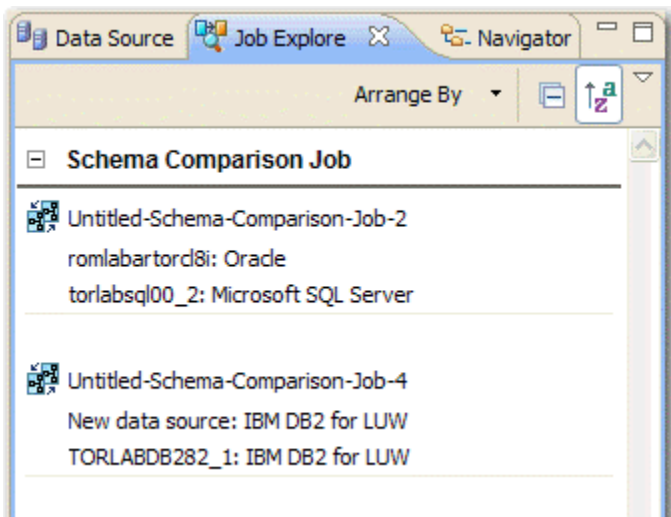 Data Source Job Explore Navigator
Arrange By
Schema Comparison Job
Untitled-Schema-Comparison-Job-2
romlabartorcl8i: Oracle
torlabsql00_2: Microsoft SQL Server
Untitled-Schema-Comparison-Job-4
New data source: IBM DB2 for LUW
TORLABDB282_1: IBM DB2 for LUW